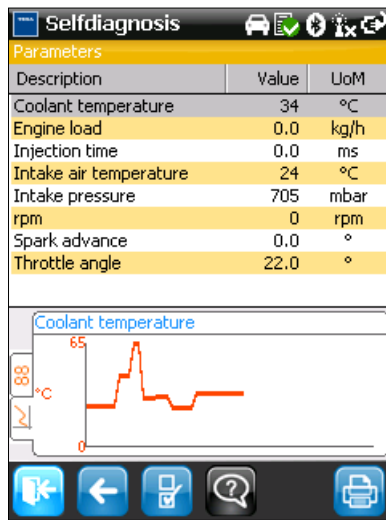 TEXA Selfdiagnosis
Parameters
Description Value UoM
Coolant temperature 34 °C
Engine load 0.0 kg/h
Injection time 0.0 ms
Intake air temperature 24 °C
Intake pressure 705 mbar
rpm 0 rpm
Spark advance 0.0 °
Throttle angle 22.0 °
Coolant temperature
65
88
°C
0